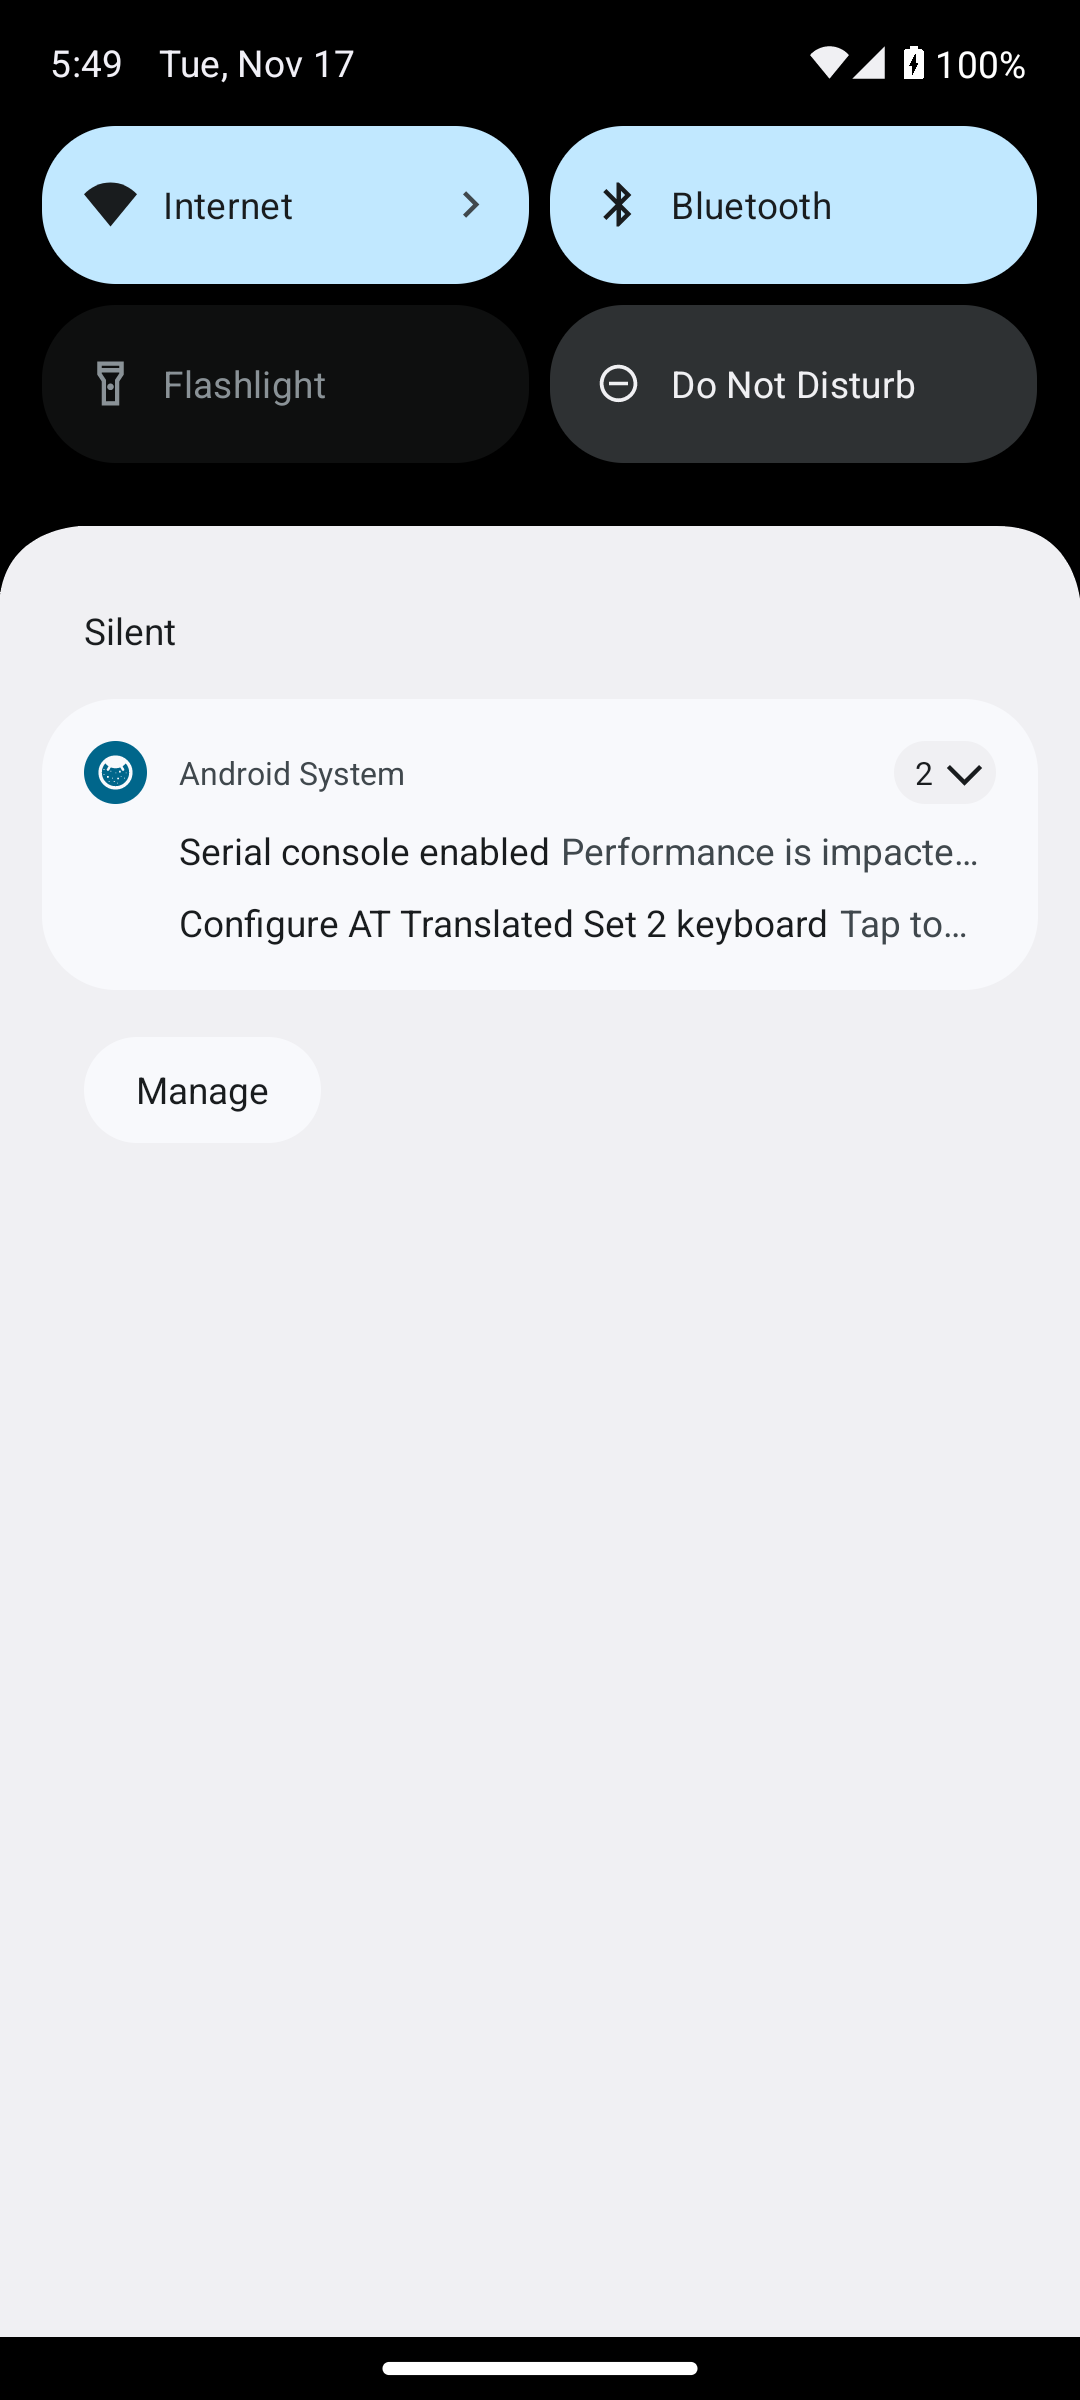 5:49 Tue, Nov 17 100%
Internet
Bluetooth
Flashlight
Do Not Disturb
Silent
Android System 2
Serial console enabled Performance is impacte…
Configure AT Translated Set 2 keyboard Tap to…
Manage